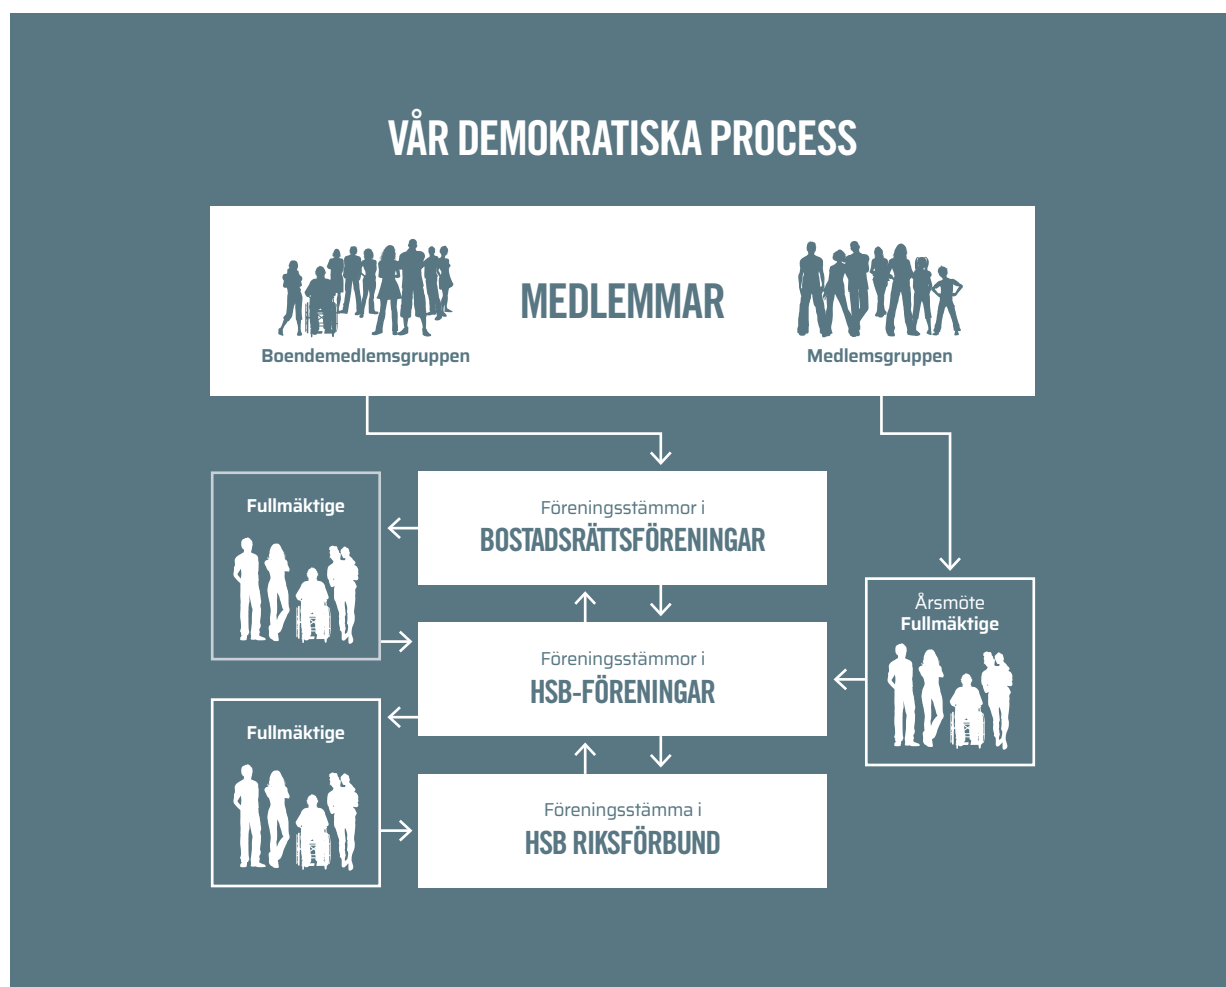 VÅR DEMOKRATISKA PROCESS
MEDLEMMAR
Boendemedlemsgruppen
Medlemsgruppen
Fullmäktige
Föreningsstämmor i
BOSTADSRÄTTSFÖRENINGAR
Årsmöte
Fullmäktige
Föreningsstämmor i
HSB-FÖRENINGAR
Fullmäktige
Föreningsstämma i
HSB RIKSFÖRBUND